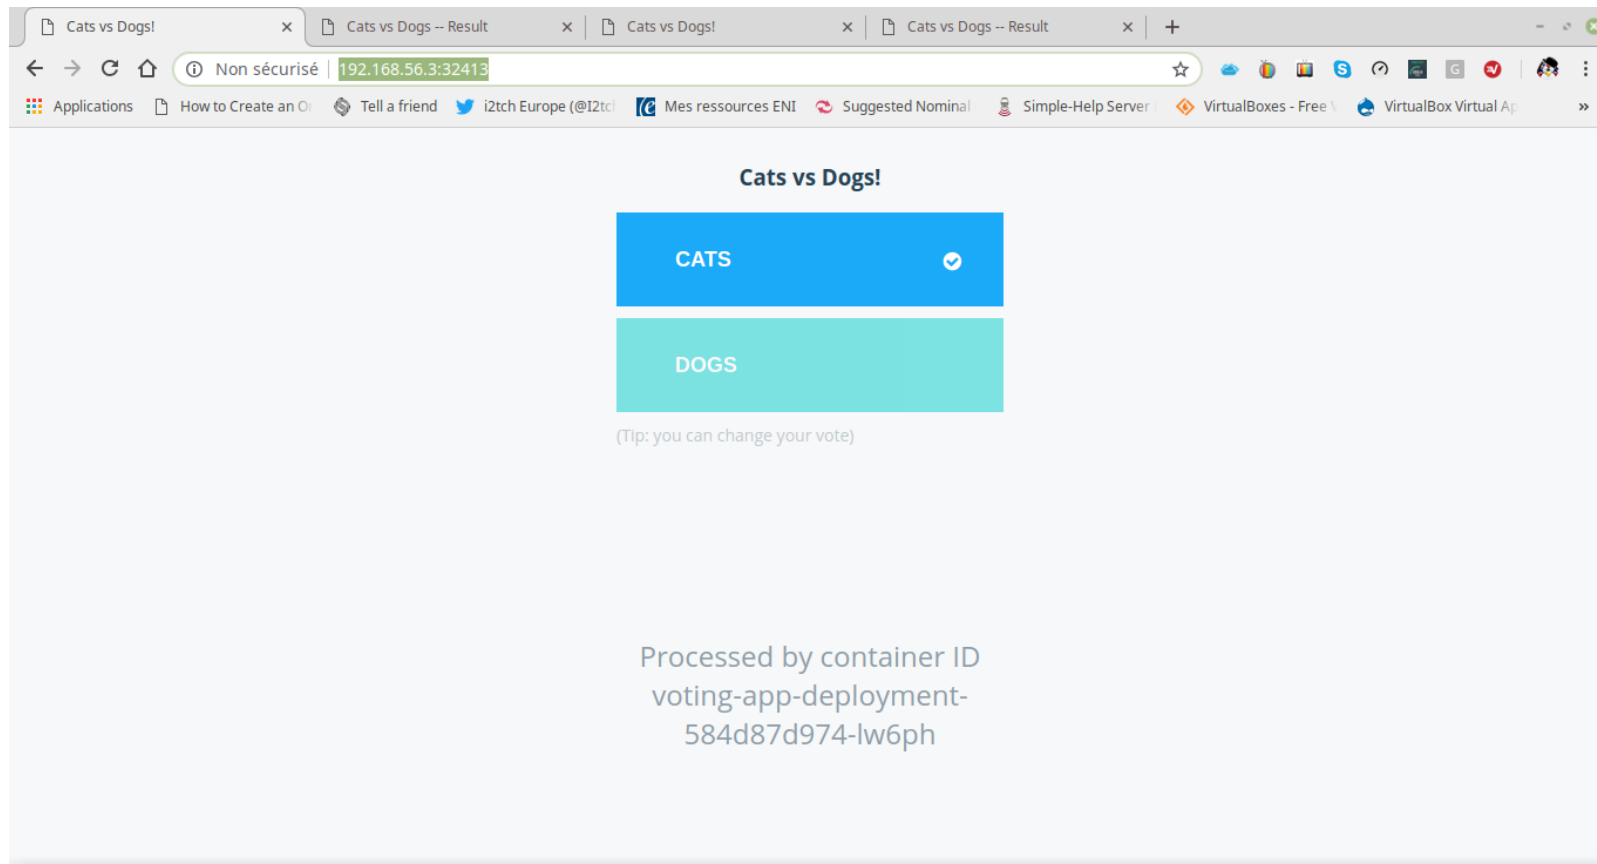 Cats vs Dogs! Cats vs Dogs -- Result Cats vs Dogs! Cats vs Dogs -- Result
Non sécurisé 192.168.56.3:32413
Applications How to Create an O Tell a friend i2tch Europe (@I2tc Mes ressources ENI Suggested Nominal Simple-Help Server VirtualBoxes - Free VirtualBox Virtual Ap »
Cats vs Dogs!
CATS
DOGS
(Tip: you can change your vote)
Processed by container ID
voting-app-deployment-
584d87d974-lw6ph